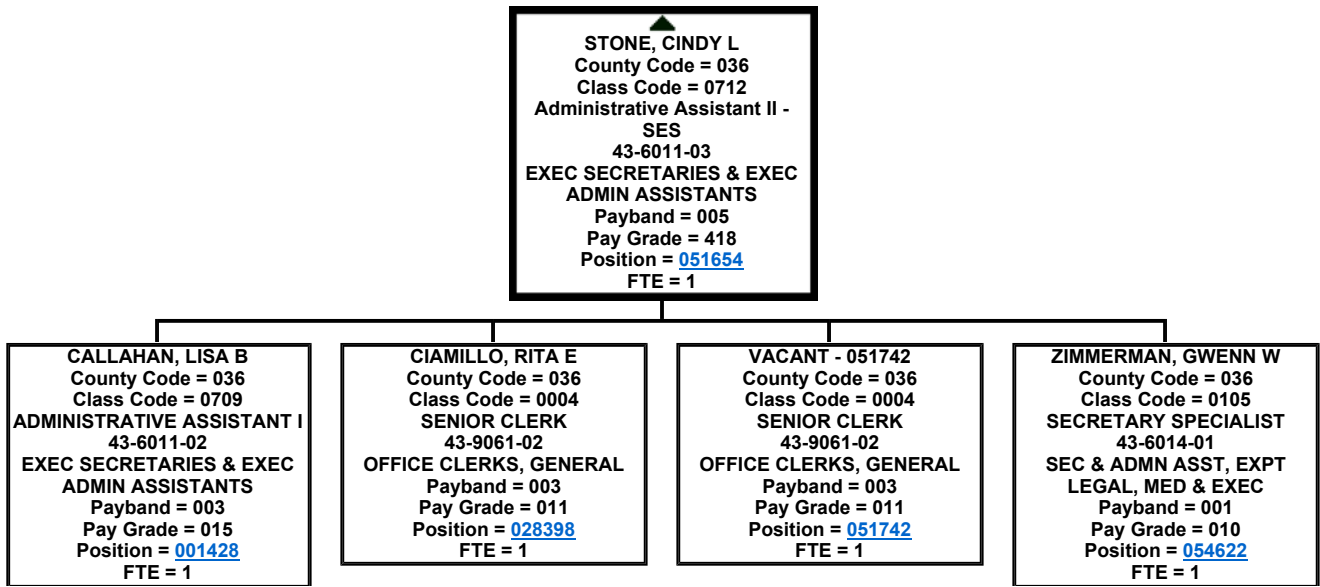 STONE, CINDY L
County Code = 036
Class Code = 0712
Administrative Assistant II -
SES
43-6011-03
EXEC SECRETARIES & EXEC
ADMIN ASSISTANTS
Payband = 005
Pay Grade = 418
Position = 051654
FTE = 1
CALLAHAN, LISA B
County Code = 036
Class Code = 0709
ADMINISTRATIVE ASSISTANT I
43-6011-02
EXEC SECRETARIES & EXEC
ADMIN ASSISTANTS
Payband = 003
Pay Grade = 015
Position = 001428
FTE = 1
CIAMILLO, RITA E
County Code = 036
Class Code = 0004
SENIOR CLERK
43-9061-02
OFFICE CLERKS, GENERAL
Payband = 003
Pay Grade = 011
Position = 028398
FTE = 1
VACANT - 051742
County Code = 036
Class Code = 0004
SENIOR CLERK
43-9061-02
OFFICE CLERKS, GENERAL
Payband = 003
Pay Grade = 011
Position = 051742
FTE = 1
ZIMMERMAN, GWENN W
County Code = 036
Class Code = 0105
SECRETARY SPECIALIST
43-6014-01
SEC & ADMN ASST, EXPT
LEGAL, MED & EXEC
Payband = 001
Pay Grade = 010
Position = 054622
FTE = 1